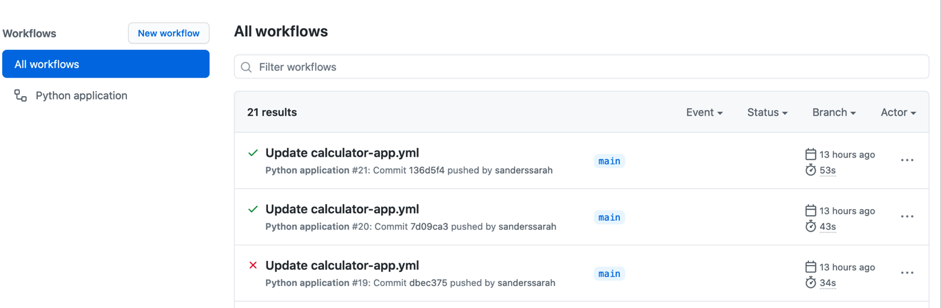 Workflows
New workflow
All workflows
Python application
All workflows
Filter workflows
21 results
Event
Status
Branch
Actor
Update calculator-app.yml
Python application #21: Commit 136d5f4 pushed by sanderssarah
main
13 hours ago
53s
Update calculator-app.yml
Python application #20: Commit 7d09ca3 pushed by sanderssarah
main
13 hours ago
43s
Update calculator-app.yml
Python application #19: Commit dbec375 pushed by sanderssarah
main
13 hours ago
34s